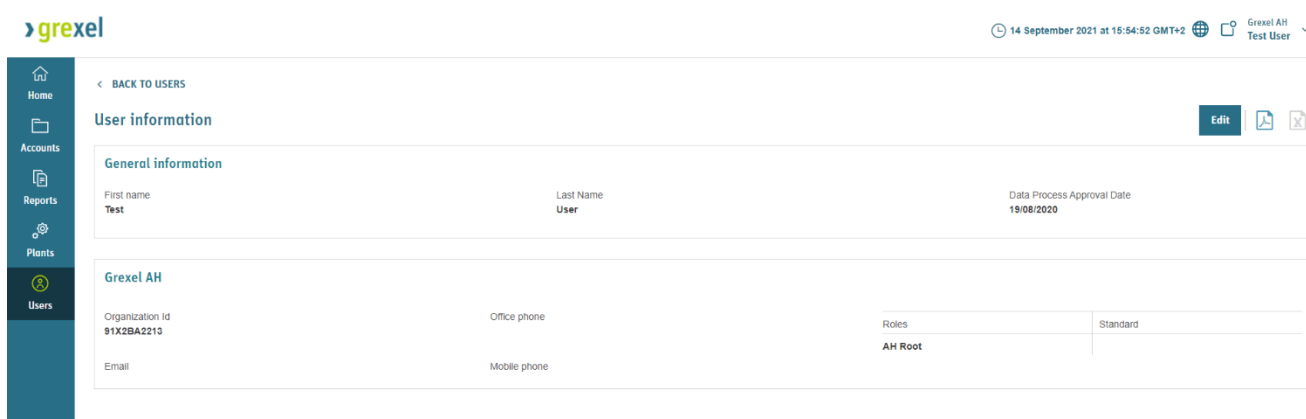 grexel
14 September 2021 at 15:54:52 GMT+2
Grexel AH
Test User
Home
Accounts
Reports
Plants
Users
< BACK TO USERS
User information
Edit
General information
First name
Last Name
Data Process Approval Date
Test
User
19/08/2020
Grexel AH
Organization Id
Office phone
Roles
Standard
91X2BA2213
AH Root
Email
Mobile phone